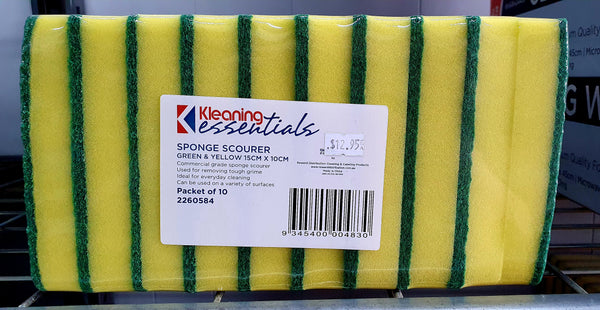 Kleaning
essentials
SPONGE SCOURER
GREEN & YELLOW 15CM X 10CM
Commercial grade sponge scourer
Used for removing tough grime
Ideal for everyday cleaning
Can be used on a variety of surfaces
Packet of 10
2260584
$12.95
9 345400 004830
Quality